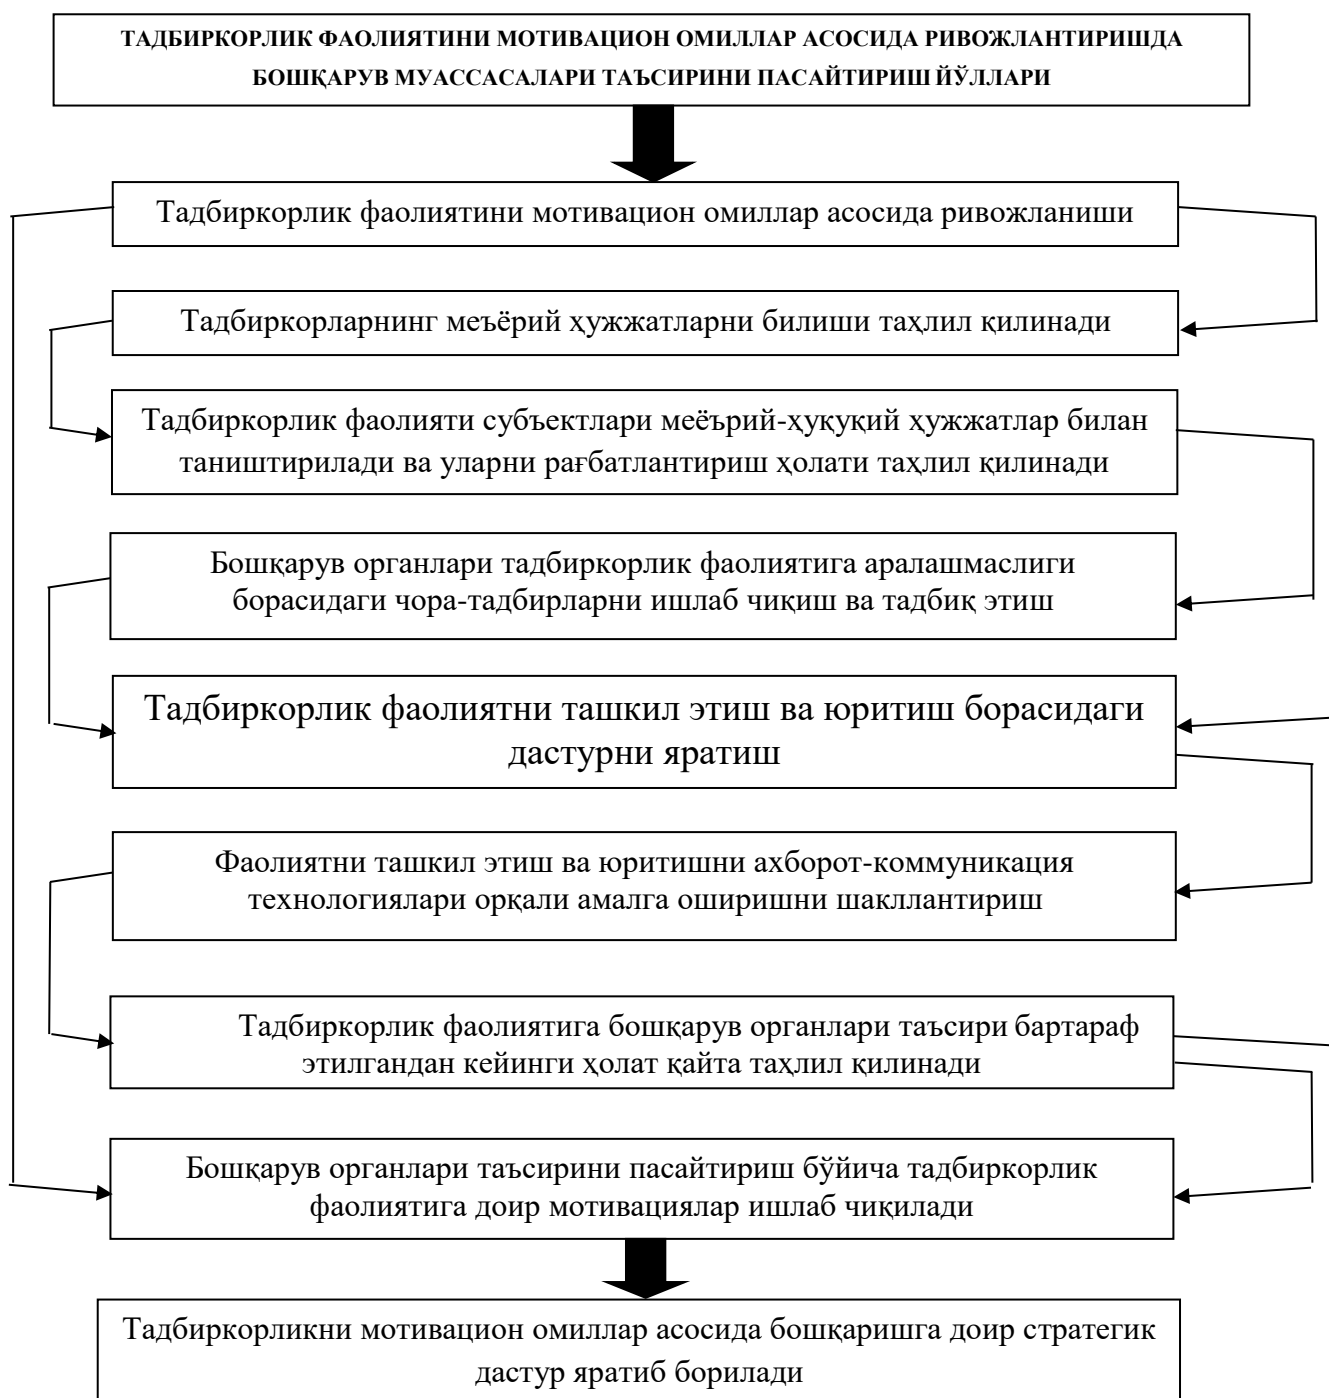 ТАДБИРКОРЛИК ФАОЛИЯТИНИ МОТИВАЦИОН ОМИЛЛАР АСОСИДА РИВОЖЛАНТИРИШДА
БОШҚАРУВ МУАССАСАЛАРИ ТАЪСИРИНИ ПАСАЙТИРИШ ЙЎЛЛАРИ
Тадбиркорлик фаолиятини мотивацион омиллар асосида ривожланиши
Тадбиркорларнинг меъёрий ҳужжатларни билиши таҳлил қилинади
Тадбиркорлик фаолияти субъектлари меёърий-ҳуқуқий ҳужжатлар билан
таништирилади ва уларни рағбатлантириш ҳолати таҳлил қилинади
Бошқарув органлари тадбиркорлик фаолиятига аралашмаслиги
борасидаги чора-тадбирларни ишлаб чиқиш ва тадбиқ этиш
Тадбиркорлик фаолиятни ташкил этиш ва юритиш борасидаги
дастурни яратиш
Фаолиятни ташкил этиш ва юритишни ахборот-коммуникация
технологиялари орқали амалга оширишни шакллантириш
Тадбиркорлик фаолиятига бошқарув органлари таъсири бартараф
этилгандан кейинги ҳолат қайта таҳлил қилинади
Бошқарув органлари таъсирини пасайтириш бўйича тадбиркорлик
фаолиятига доир мотивациялар ишлаб чиқилади
Тадбиркорликни мотивацион омиллар асосида бошқаришга доир стратегик
дастур яратиб борилади